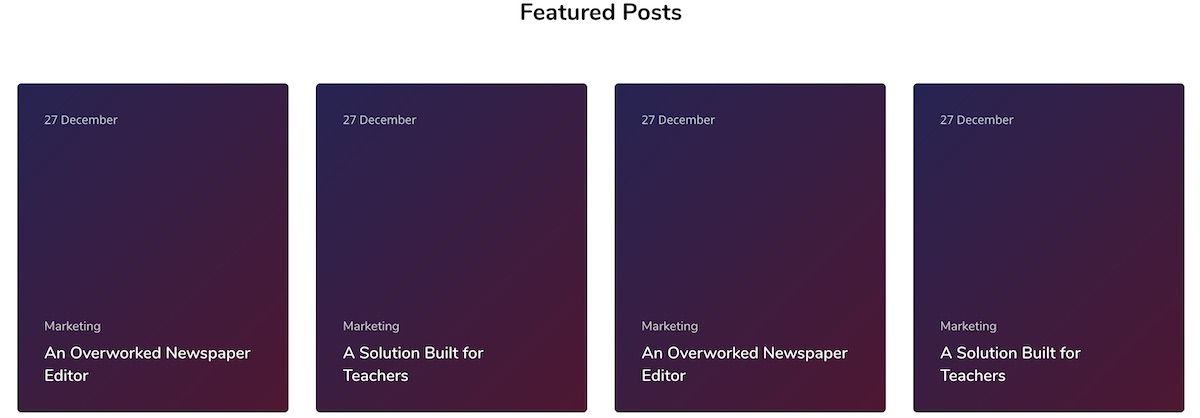 Featured Posts
27 December
Marketing
An Overworked Newspaper
Editor
27 December
Marketing
A Solution Built for
Teachers
27 December
Marketing
An Overworked Newspaper
Editor
27 December
Marketing
A Solution Built for
Teachers